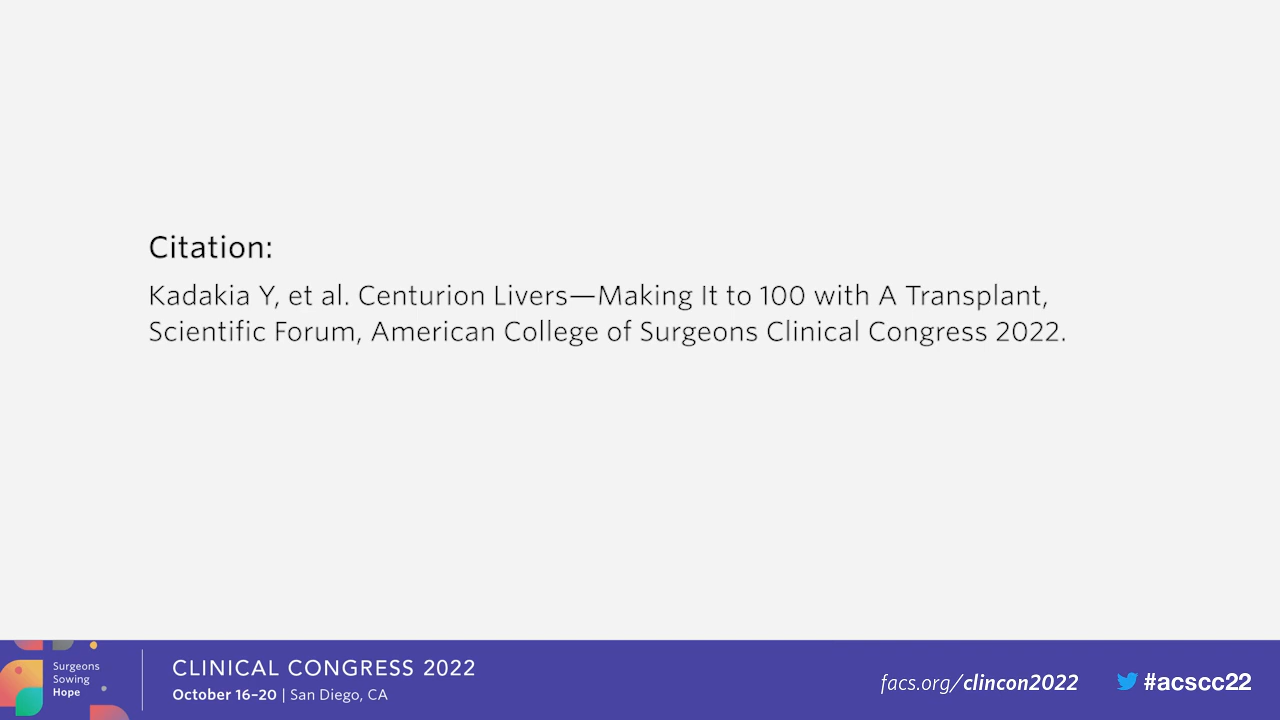 Citation:
Kadakia Y, et al. Centurion Livers—Making It to 100 with A Transplant,
Scientific Forum, American College of Surgeons Clinical Congress 2022.
Surgeons
Sowing
Hope
CLINICAL CONGRESS 2022
October 16–20 | San Diego, CA
facs.org/clincon2022
#acscc22